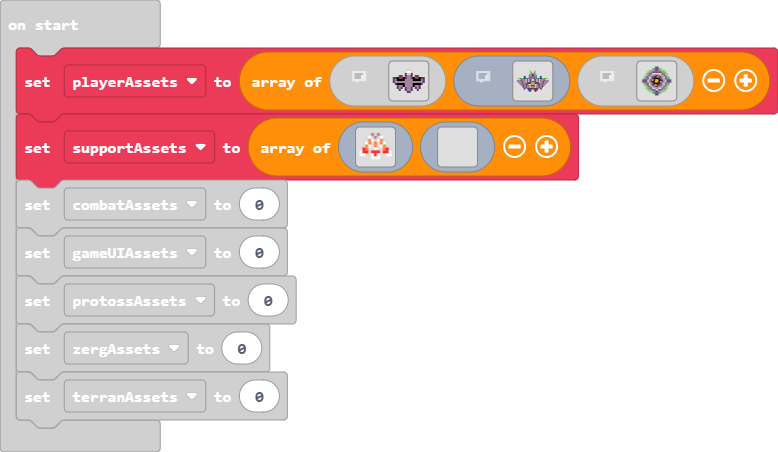 on start
set playerAssets to array of
set supportAssets to array of
set combatAssets to 0
set gameUIAssets to 0
set protossAssets to 0
set zergAssets to 0
set terranAssets to 0